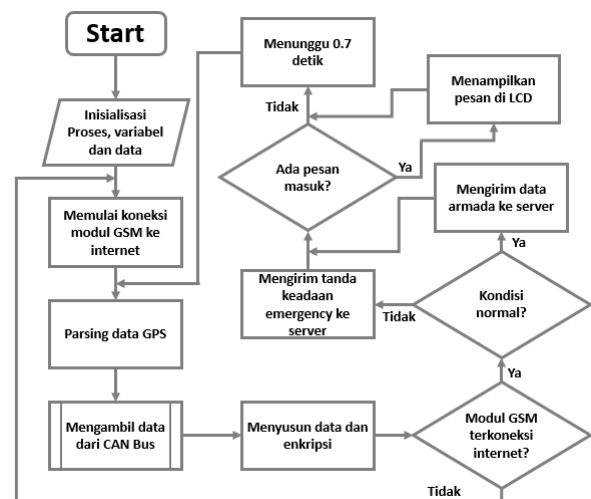 Start
Inisialisasi
Proses, variabel
dan data
Memulai koneksi
modul GSM ke
internet
Parsing data GPS
Mengambil data
dari CAN Bus
Menyusun data dan
enkripsi
Modul GSM
terkoneksi
internet?
Tidak
Ya
Kondisi
normal?
Tidak
Ya
Mengirim tanda
keadaan
emergency ke
server
Mengirim data
armada ke server
Ada pesan
masuk?
Ya
Tidak
Menampilkan
pesan di LCD
Menunggu 0.7
detik